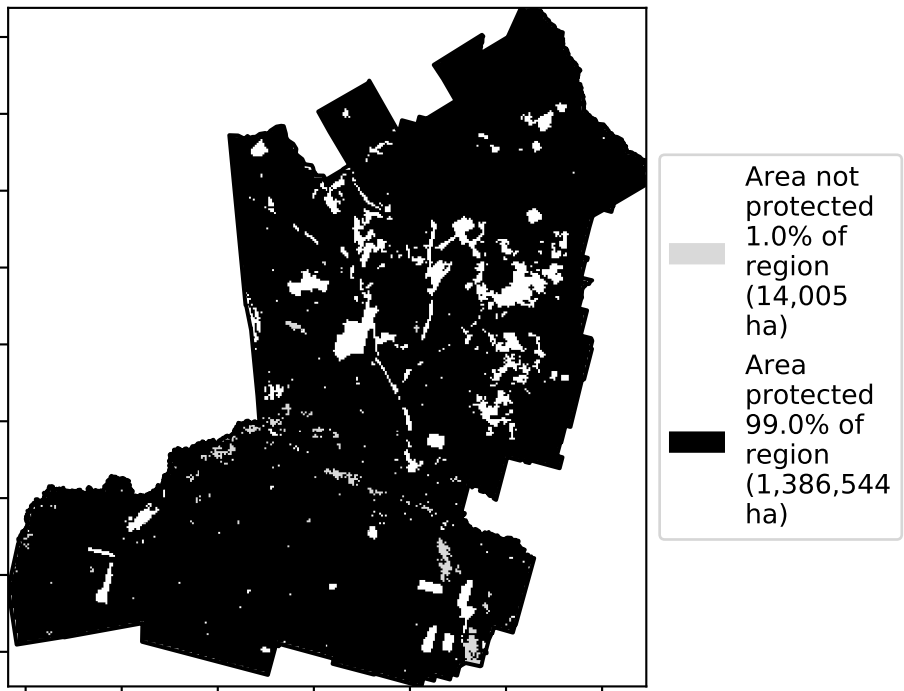 Area not
protected
1.0% of
region
(14,005
ha)
Area
protected
99.0% of
region
(1,386,544
ha)